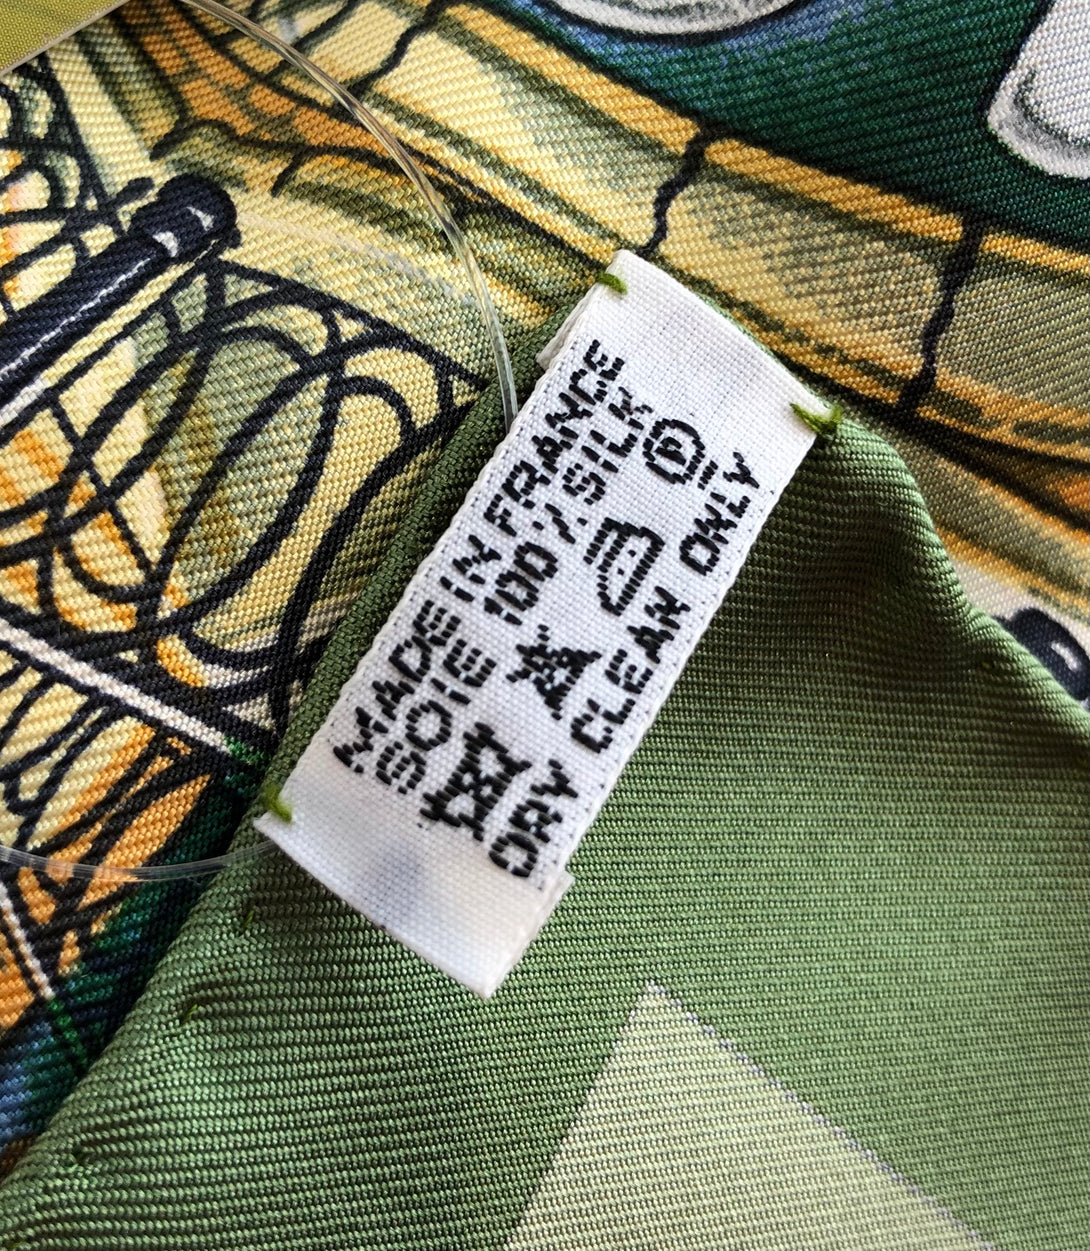 MADE IN FRANCE
SOIE 100% SILK
P
DRY CLEAN ONLY